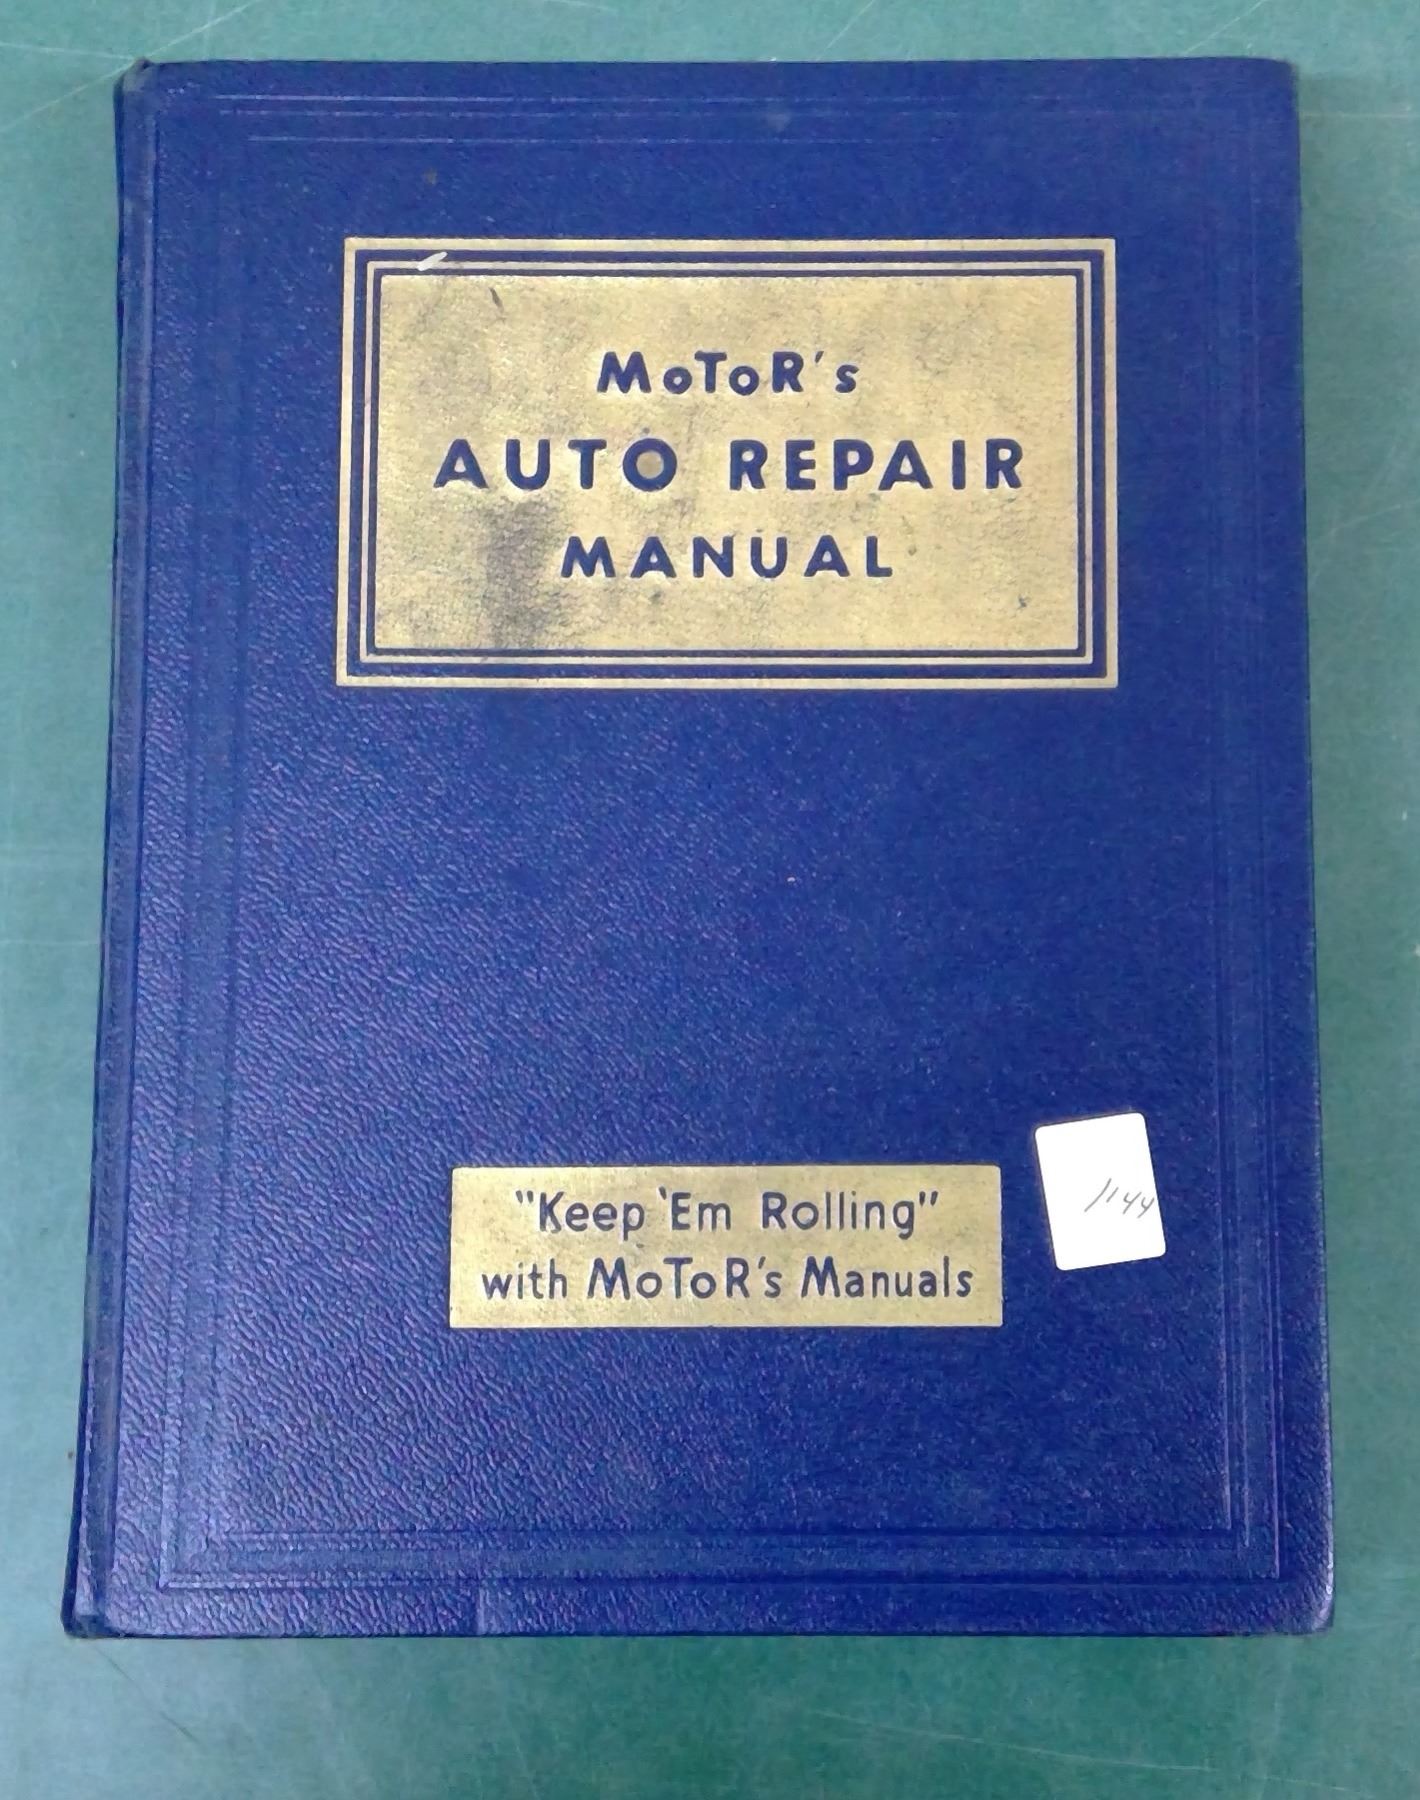 MoToR's
AUTO REPAIR
MANUAL
"Keep 'Em Rolling"
with MoToR's Manuals
1144